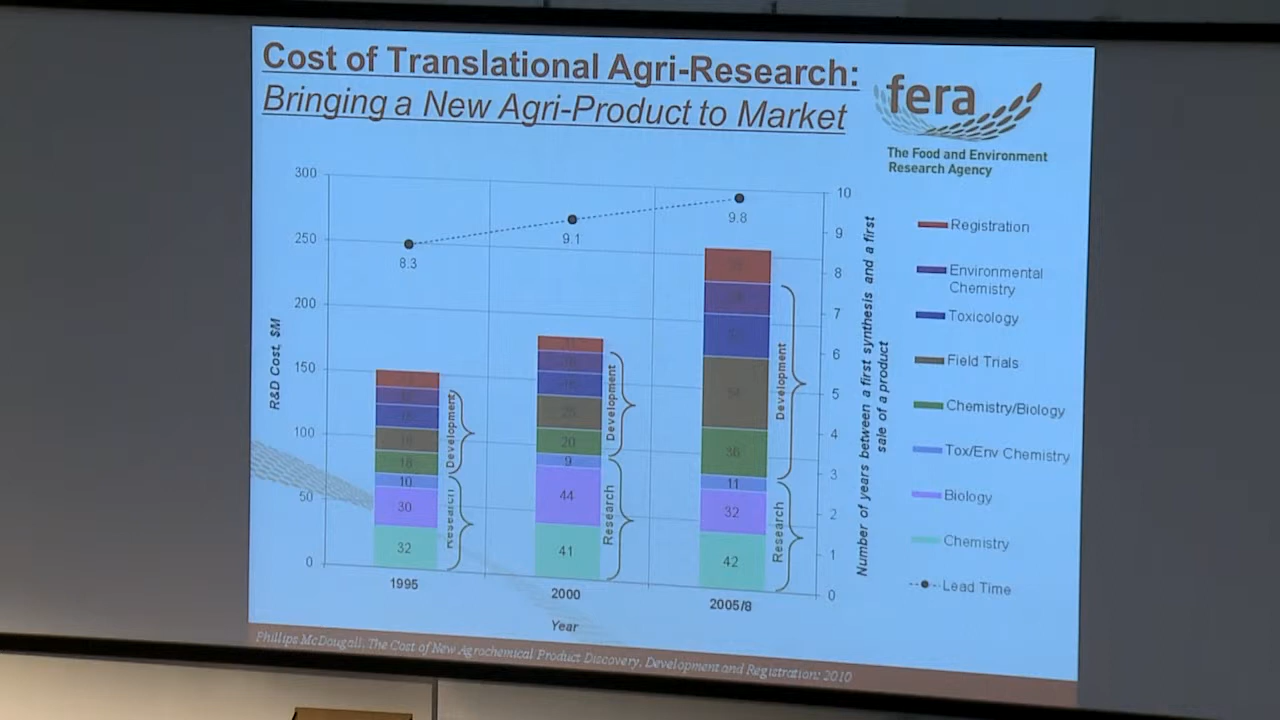 Cost of Translational Agri-Research:
Bringing a New Agri-Product to Market
fera
The Food and Environment
Research Agency
300
250
200
150
100
50
0
R&D Cost, $M
10
9
8
7
6
5
4
3
2
1
0
Number of years between a first synthesis and a first
sale of a product
8.3
9.1
9.8
18
10
30
32
Development
Research
20
9
44
41
Development
Research
36
11
32
42
Development
Research
1995
2000
2005/8
Year
Registration
Environmental
Chemistry
Toxicology
Field Trials
Chemistry/Biology
Tox/Env Chemistry
Biology
Chemistry
Lead Time
Phillips McDougall, The Cost of New Agrochemical Product Discovery, Development and Registration; 2010